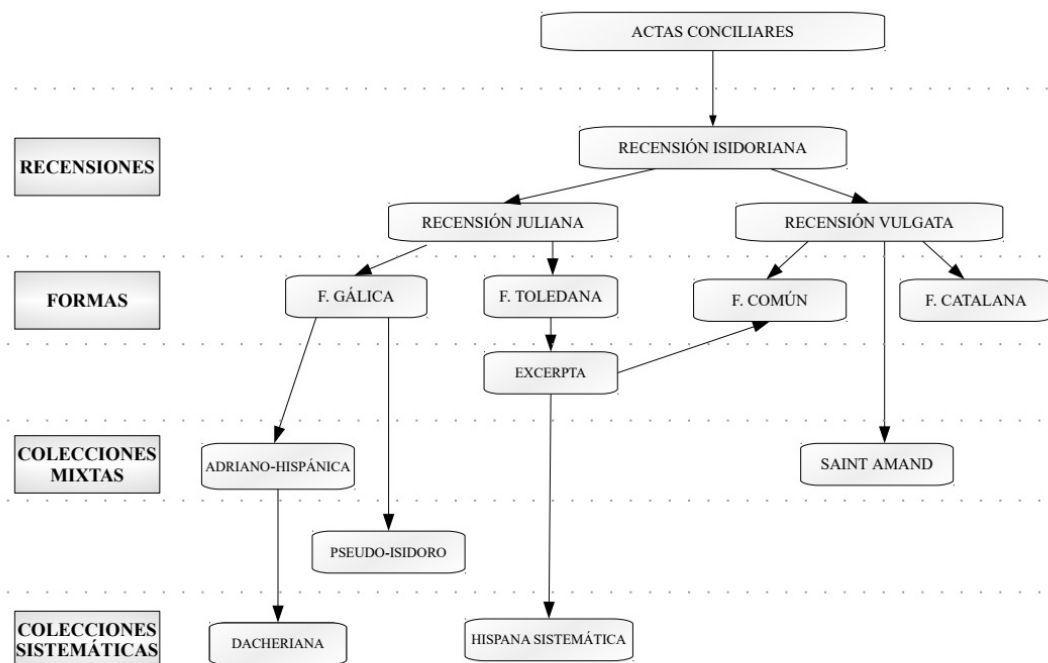 ACTAS CONCILIARES
RECENSIONES
RECENSIÓN ISIDORIANA
RECENSIÓN JULIANA
RECENSIÓN VULGATA
FORMAS
F. GÁLICA
F. TOLEDANA
F. COMÚN
F. CATALANA
EXCERPTA
COLECCIONES
MIXTAS
ADRIANO-HISPÁNICA
SAINT AMAND
PSEUDO-ISIDORO
COLECCIONES
SISTEMÁTICAS
DACHERIANA
HISPANA SISTEMÁTICA